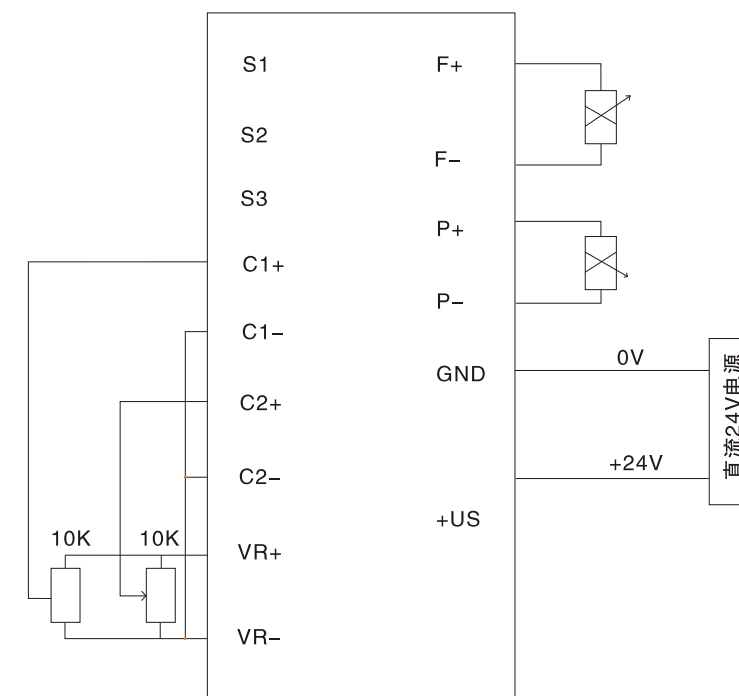 S1
S2
S3
C1+
C1−
C2+
C2−
10K
10K
VR+
VR−
F+
F−
P+
P−
GND
+US
0V
+24V
直流24V电源